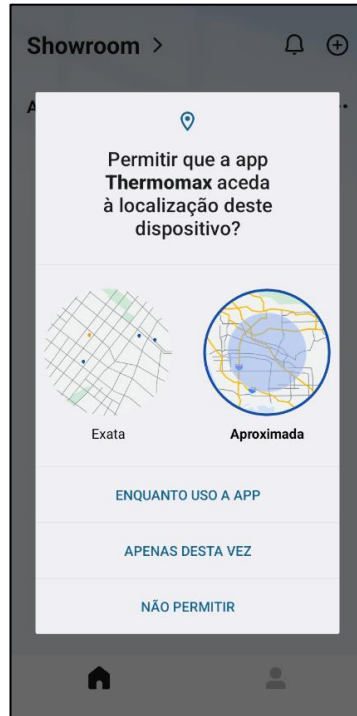 Showroom >
A
Permitir que a app
Thermomax aceda
à localização deste
dispositivo?
Exata
Aproximada
ENQUANTO USO A APP
APENAS DESTA VEZ
NÃO PERMITIR